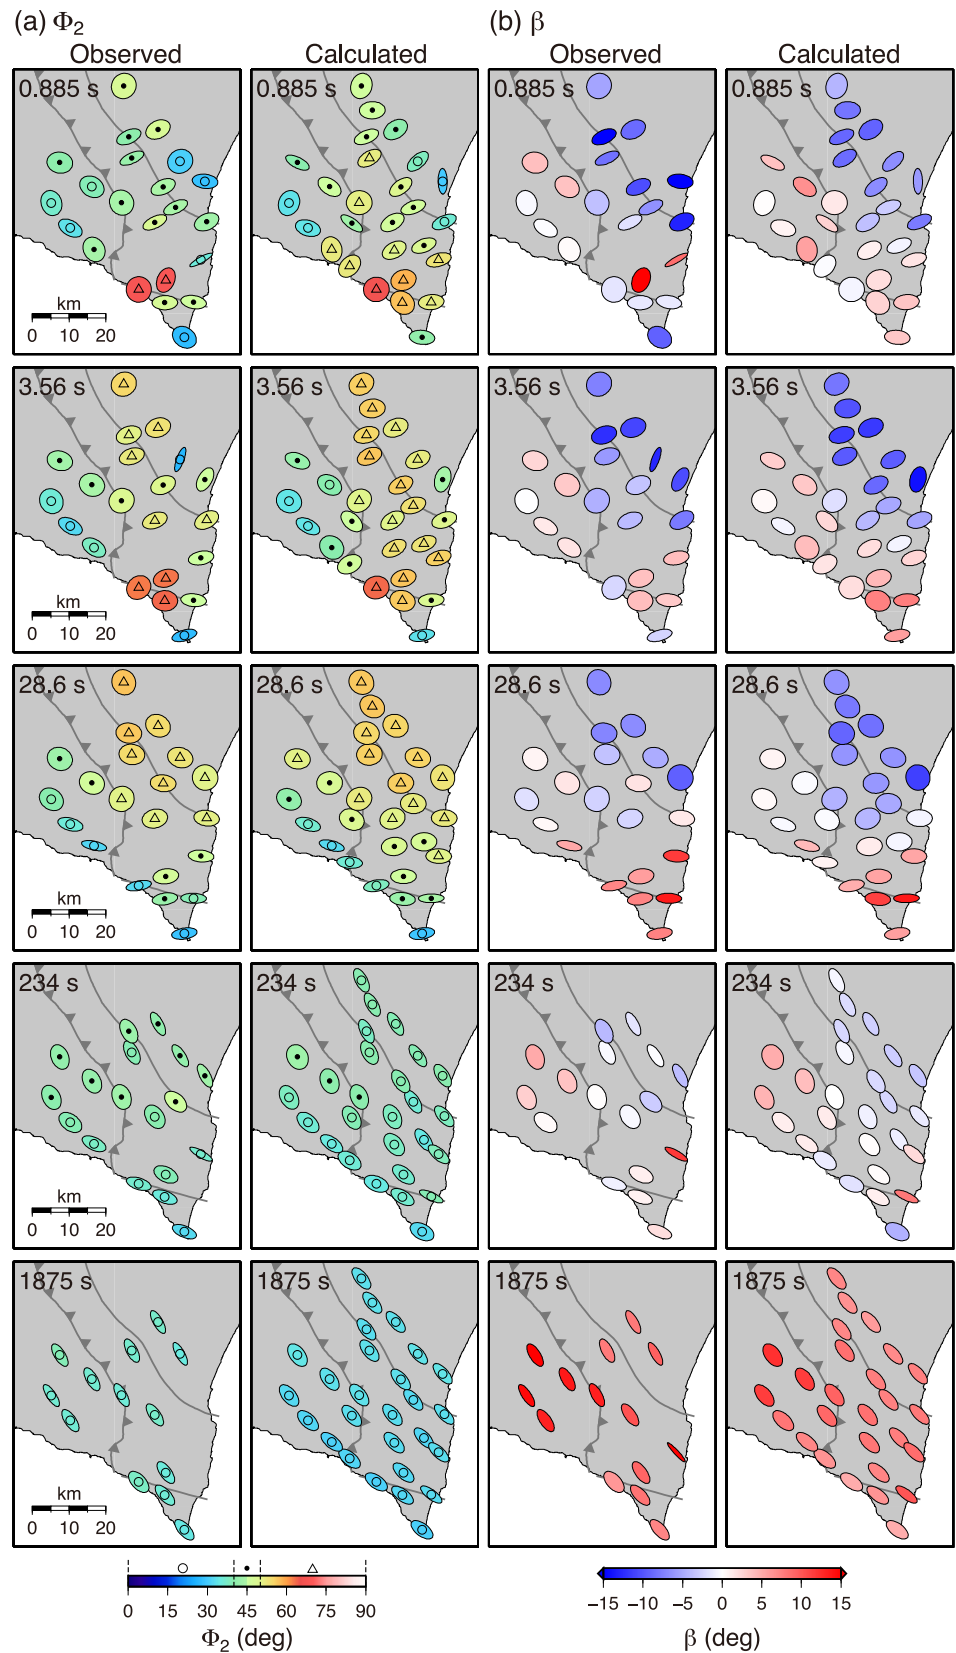 (a) Φ2 (b) β
Observed Calculated Observed Calculated
0.885 s 0.885 s 0.885 s 0.885 s
km
0 10 20
3.56 s 3.56 s 3.56 s 3.56 s
km
0 10 20
28.6 s 28.6 s 28.6 s 28.6 s
km
0 10 20
234 s 234 s 234 s 234 s
km
0 10 20
1875 s 1875 s 1875 s 1875 s
km
0 10 20
0 15 30 45 60 75 90 −15 −10 −5 0 5 10 15
Φ2 (deg) β (deg)